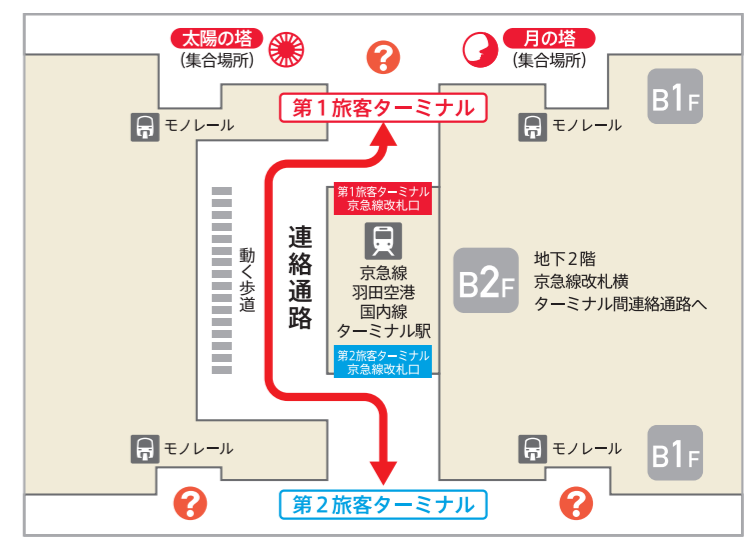 太陽の塔
(集合場所)
?
月の塔
(集合場所)
B1F
第1旅客ターミナル
モノレール
モノレール
第1旅客ターミナル
京急線改札口
動く歩道
連絡通路
京急線
羽田空港
国内線
ターミナル駅
B2F
地下2階
京急線改札横
ターミナル間連絡通路へ
第2旅客ターミナル
京急線改札口
モノレール
モノレール
B1F
?
第2旅客ターミナル
?